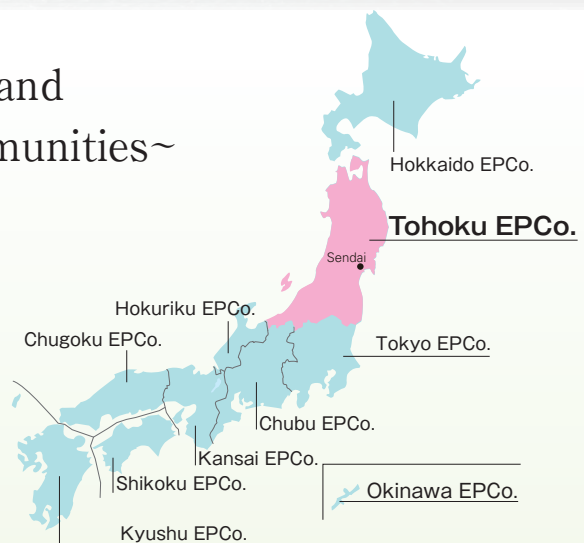 and
munities~
Hokkaido EPCo.
Tohoku EPCo.
Sendai
Hokuriku EPCo.
Chugoku EPCo.
Tokyo EPCo.
Chubu EPCo.
Kansai EPCo.
Shikoku EPCo.
Okinawa EPCo.
Kyushu EPCo.